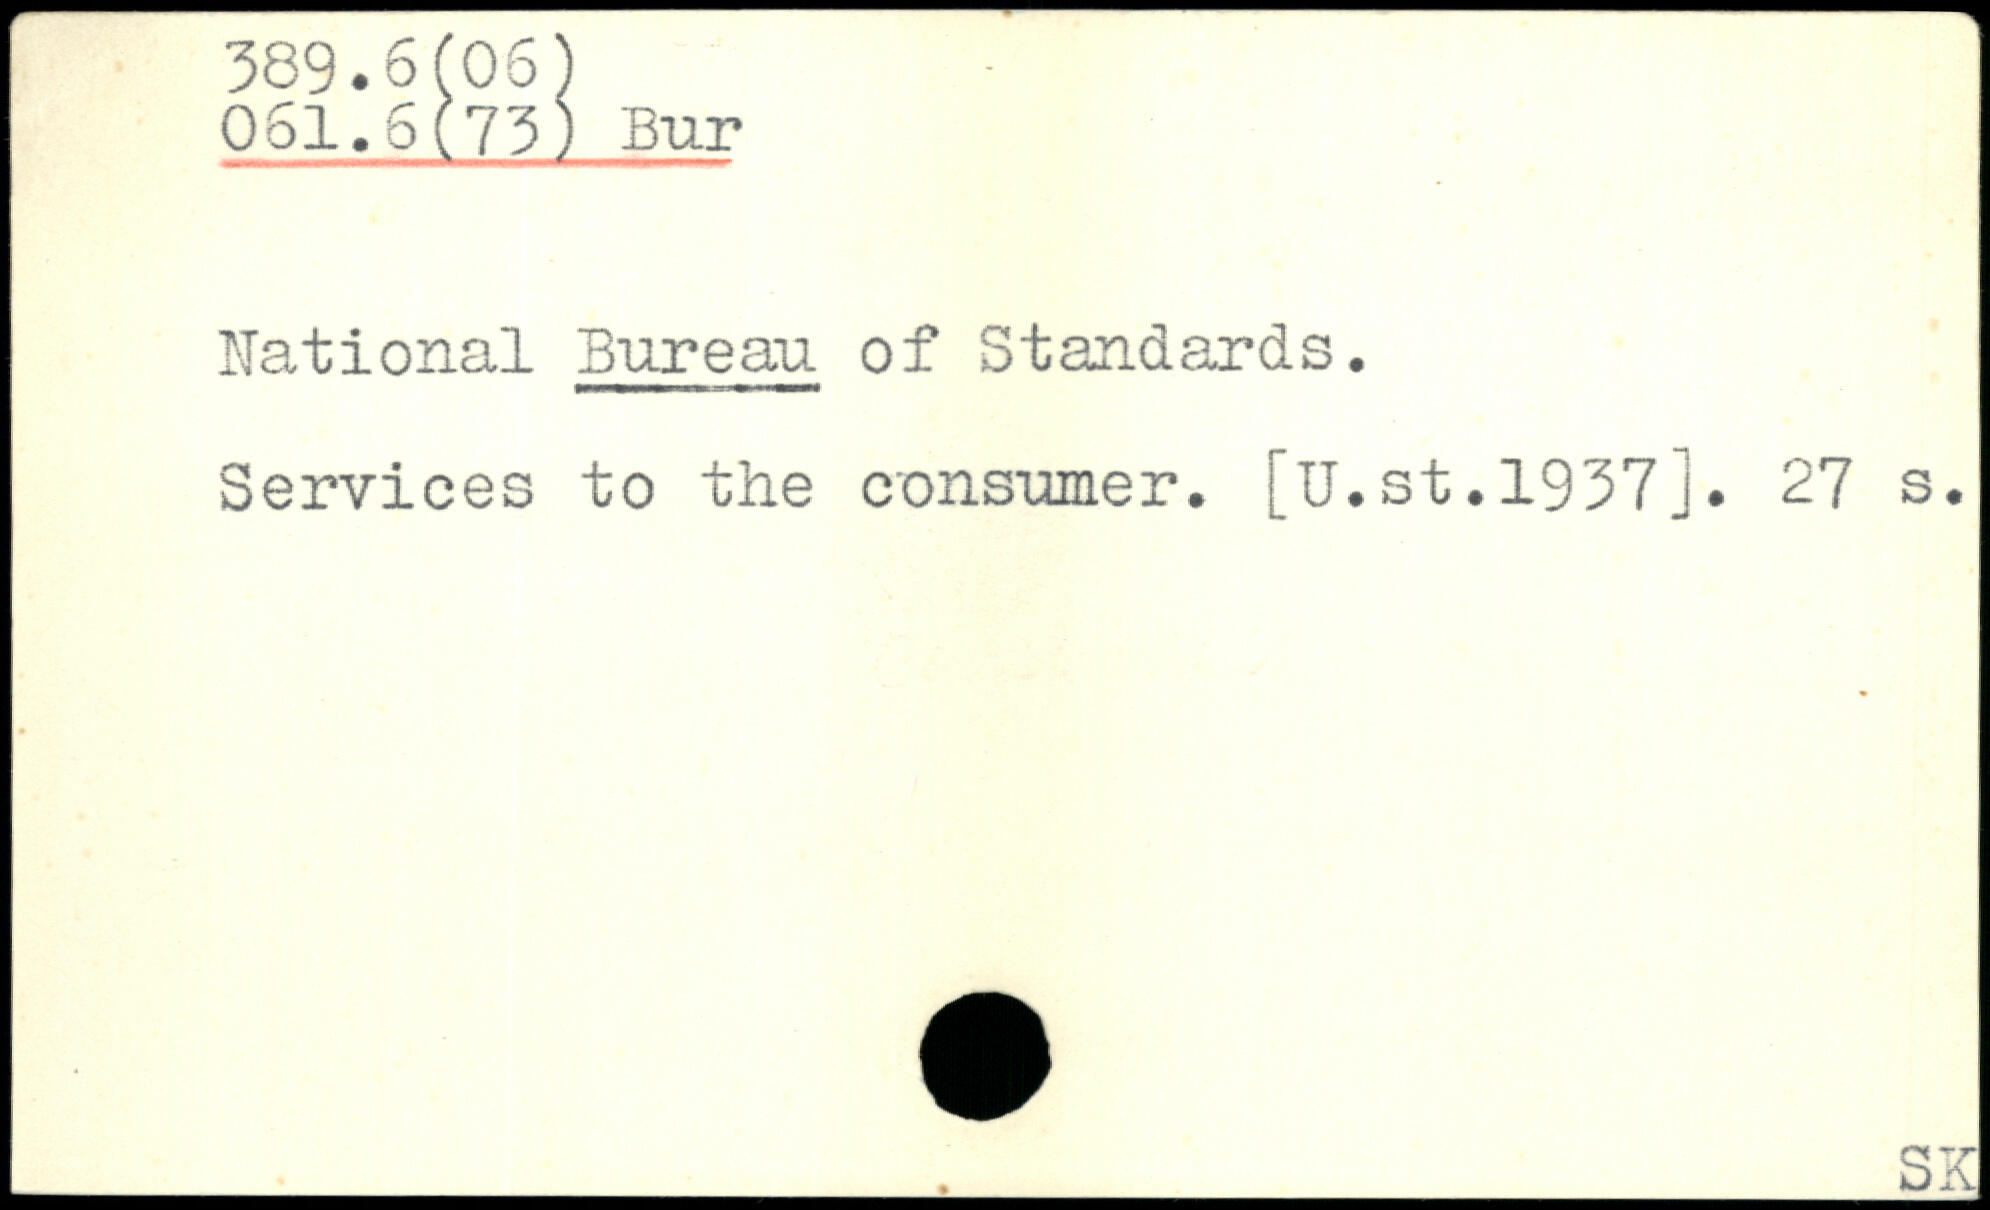 389.6(06)
061.6(73) Bur
National Bureau of Standards.
Services to the consumer. [U.st.1937]. 27 s.
SK